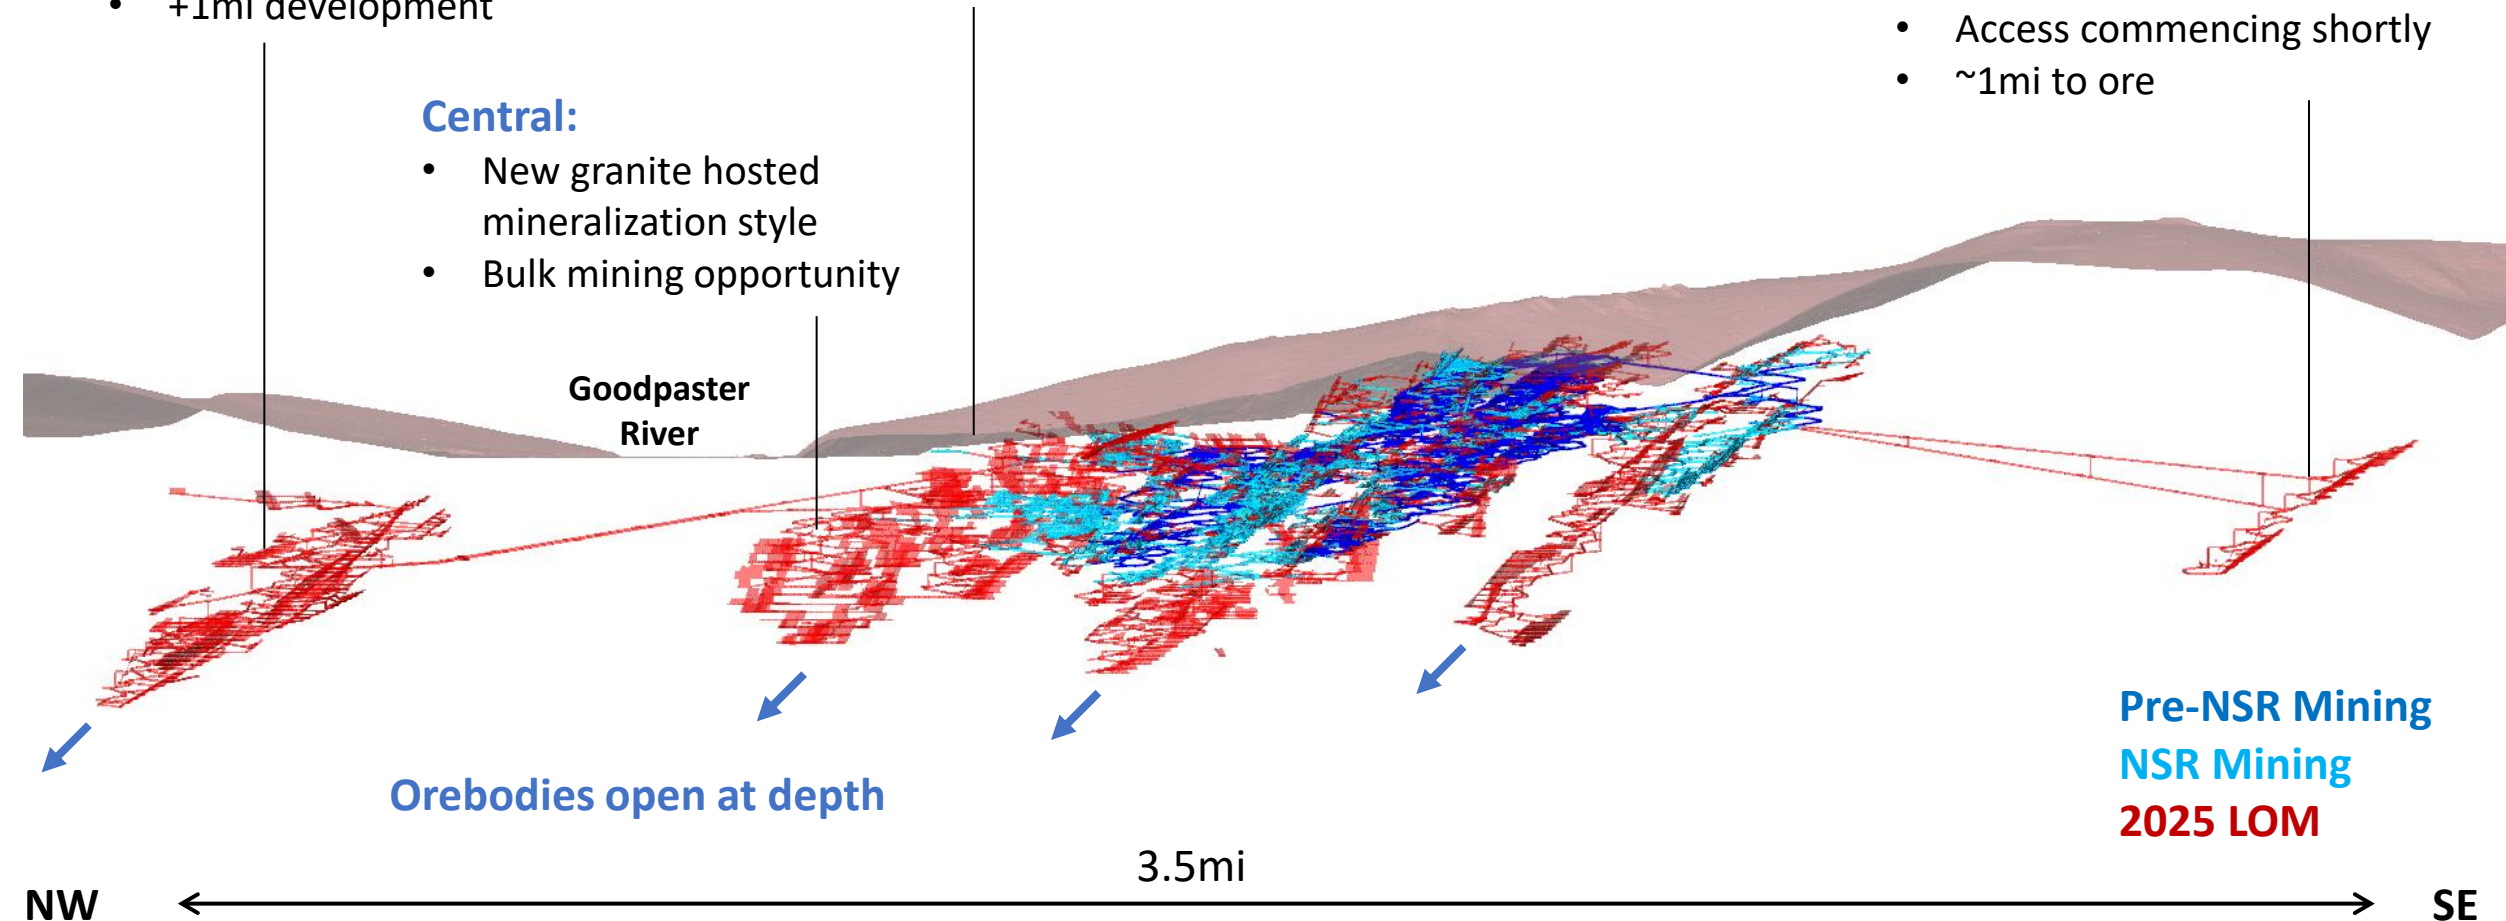 • +1mi development
• Access commencing shortly
• ~1mi to ore
Central:
• New granite hosted
mineralization style
• Bulk mining opportunity
Goodpaster
River
Orebodies open at depth
Pre-NSR Mining
NSR Mining
2025 LOM
3.5mi
NW
SE